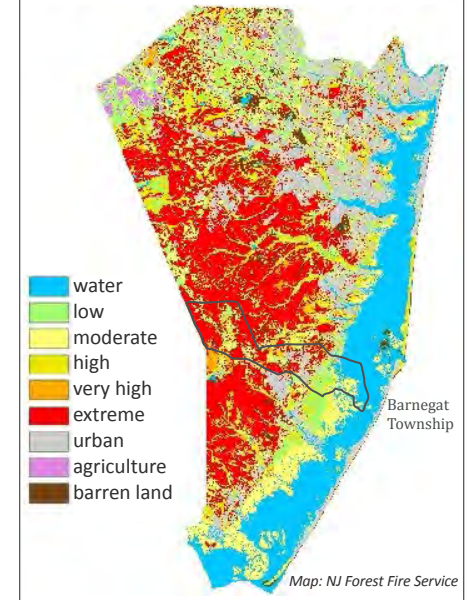 water
low
moderate
high
very high
extreme
urban
agriculture
barren land
Barnegat
Township
Map: NJ Forest Fire Service